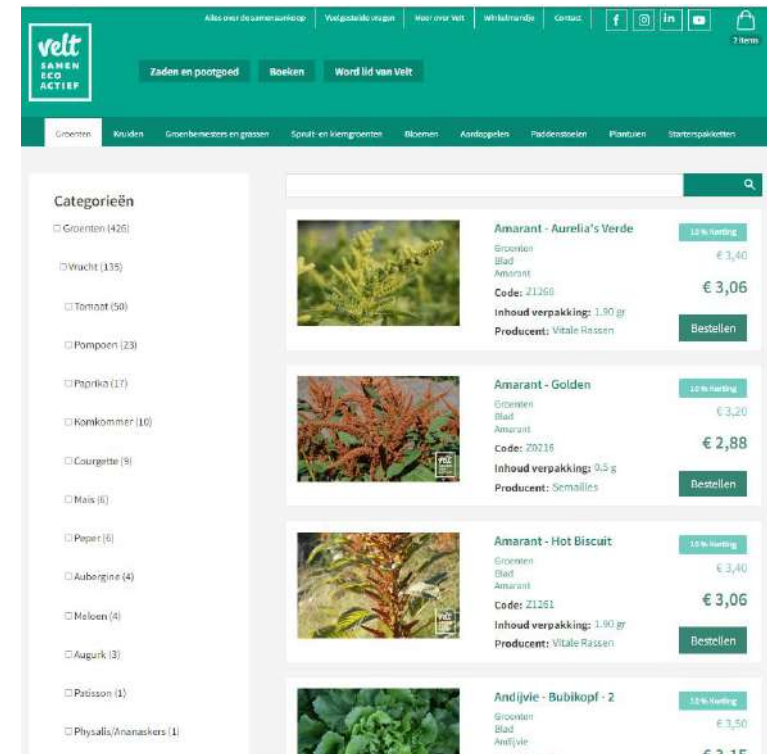 Alles over de samenaankoop
Veelgestelde vragen
Meer over Velt
Winkelmandje
Contact
2 items
velt
SAMEN
ECO
ACTIEF
Zaden en pootgoed
Boeken
Word lid van Velt
Groenten
Kruiden
Groenbemesters en grassen
Spruit- en kiemgroenten
Bloemen
Aardappelen
Paddenstoelen
Plantuien
Starterspakketten
Categorieën
Groenten (426)
Vrucht (135)
Tomaat (50)
Pompoen (23)
Paprika (17)
Komkommer (10)
Courgette (9)
Mais (6)
Peper (6)
Aubergine (4)
Meloen (4)
Augurk (3)
Patisson (1)
Physalis/Ananaskers (1)
Amarant - Aurelia's Verde
Groenten
Blad
Amarant
Code: Z1260
Inhoud verpakking: 1.90 gr
Producent: Vitale Rassen
10 % Korting
€ 3,40
€ 3,06
Bestellen
velt
Amarant - Golden
Groenten
Blad
Amarant
Code: Z0216
Inhoud verpakking: 0.5 g
Producent: Semailles
10 % Korting
€ 3,20
€ 2,88
Bestellen
velt
Amarant - Hot Biscuit
Groenten
Blad
Amarant
Code: Z1261
Inhoud verpakking: 1.90 gr
Producent: Vitale Rassen
10 % Korting
€ 3,40
€ 3,06
Bestellen
Andijvie - Bubikopf - 2
Groenten
Blad
Andijvie
10 % Korting
€ 3,50
€ 3,15